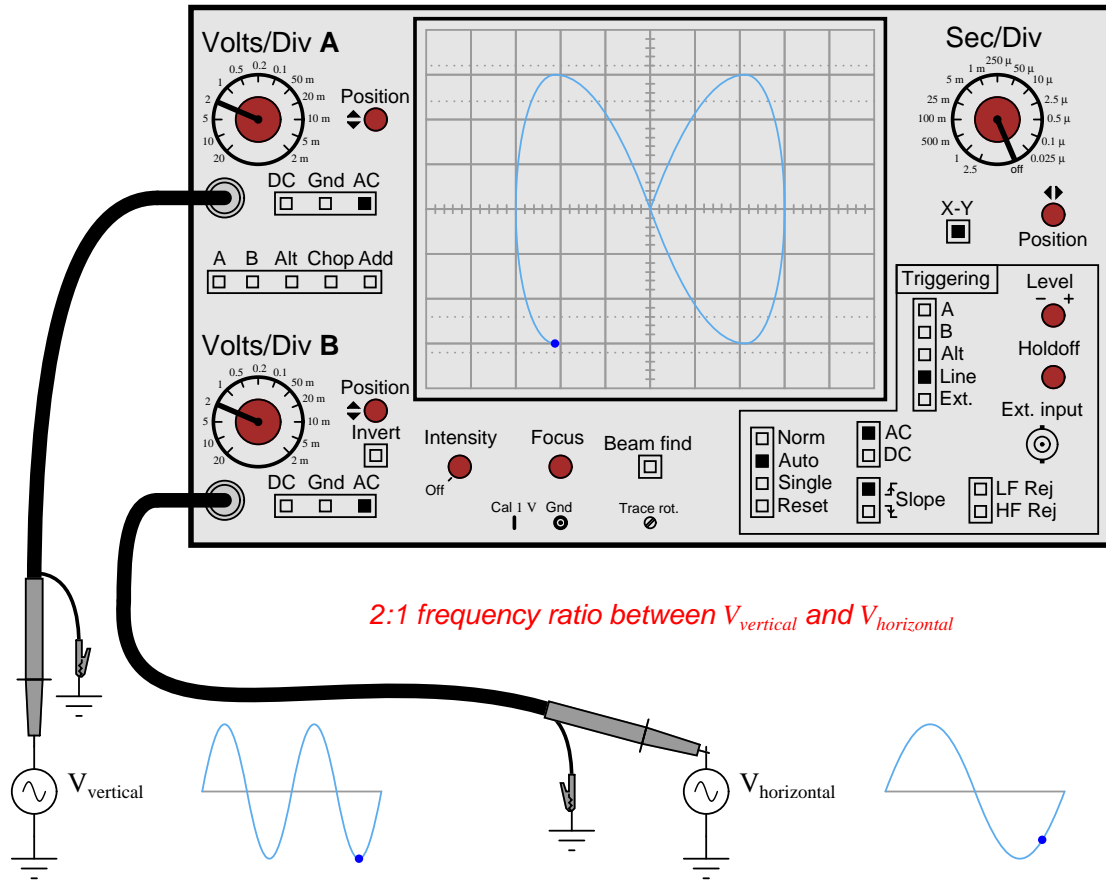 Volts/Div A
0.5 0.2 0.1
1 50 m
2 20 m
5 10 m
10 5 m
20 2 m
Position
DC Gnd AC
A B Alt Chop Add
Volts/Div B
0.5 0.2 0.1
1 50 m
2 20 m
5 10 m
10 5 m
20 2 m
Position
Invert
DC Gnd AC
Intensity
Off
Focus
Beam find
Cal 1 V Gnd
Trace rot.
Sec/Div
250 µ
1 m 50 µ
5 m 10 µ
25 m 2.5 µ
100 m 0.5 µ
500 m 0.1 µ
1 0.025 µ
2.5 off
X-Y
Position
Triggering
A
B
Alt
Line
Ext.
Level
− +
Holdoff
Ext. input
Norm
Auto
Single
Reset
AC
DC
Slope
LF Rej
HF Rej
2:1 frequency ratio between Vvertical and Vhorizontal
Vvertical
Vhorizontal